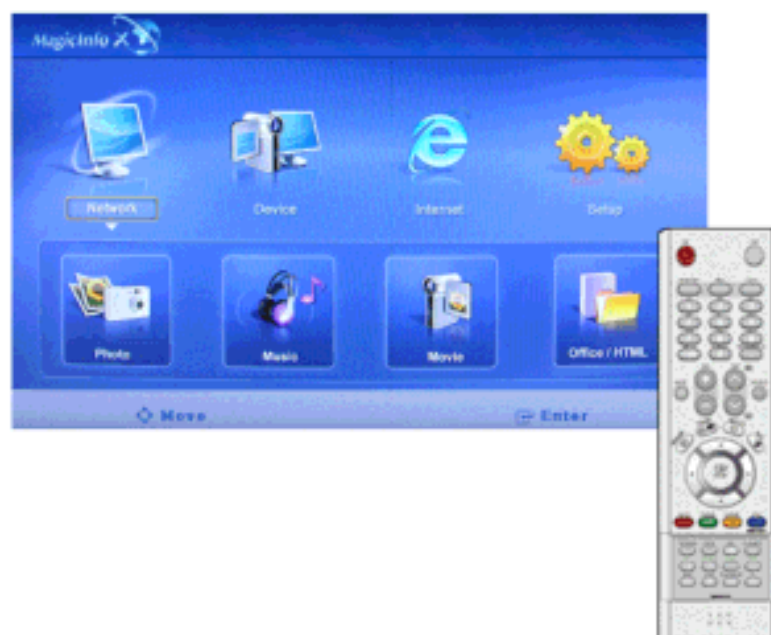 MagicInfo X
Network Device Internet Setup
Photo Music Movie Office / HTML
Move Enter